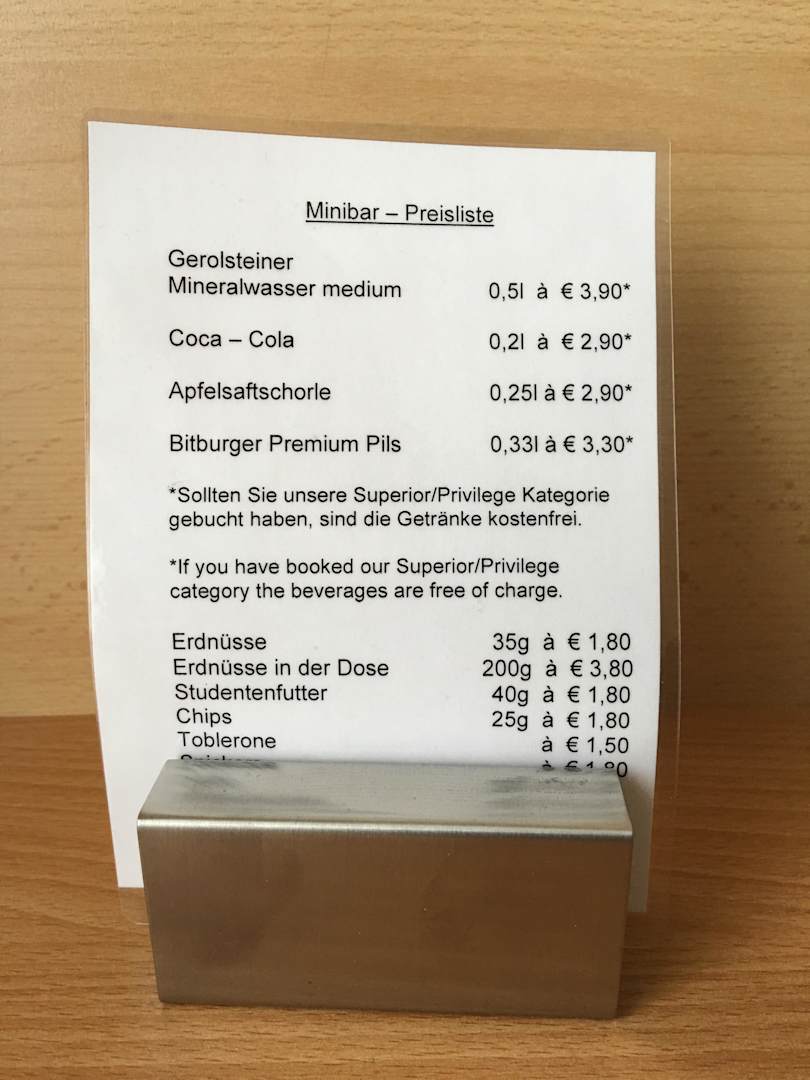 Minibar – Preisliste
Gerolsteiner
Mineralwasser medium 0,5l à € 3,90*
Coca – Cola 0,2l à € 2,90*
Apfelsaftschorle 0,25l à € 2,90*
Bitburger Premium Pils 0,33l à € 3,30*
*Sollten Sie unsere Superior/Privilege Kategorie
gebucht haben, sind die Getränke kostenfrei.
*If you have booked our Superior/Privilege
category the beverages are free of charge.
Erdnüsse 35g à € 1,80
Erdnüsse in der Dose 200g à € 3,80
Studentenfutter 40g à € 1,80
Chips 25g à € 1,80
Toblerone à € 1,50
à €